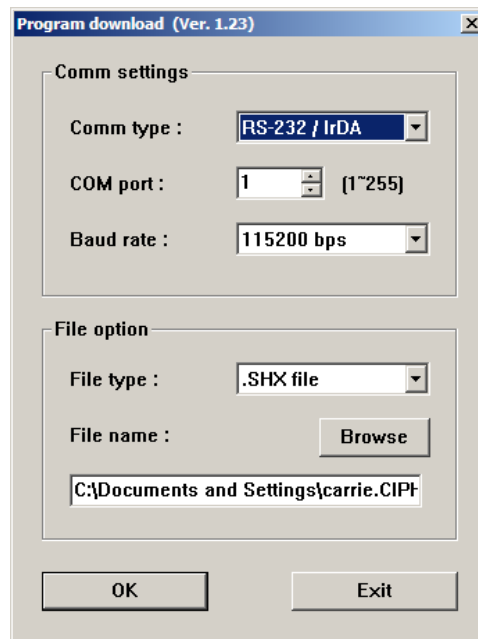 Program download (Ver. 1.23)
Comm settings
Comm type :
RS-232 / IrDA
COM port :
1
(1~255)
Baud rate :
115200 bps
File option
File type :
.SHX file
File name :
Browse
C:\Documents and Settings\carrie.CIPH
OK
Exit